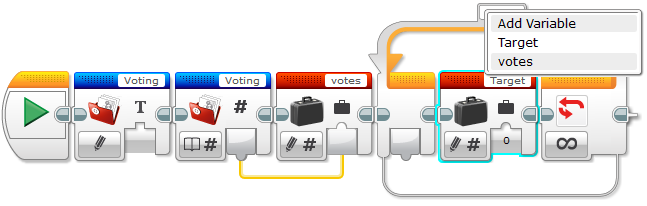 Add Variable
Target
votes
Voting
Voting
votes
Target
T
#
#
#
#
0